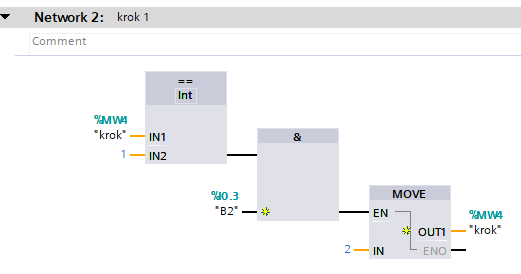 Network 2: krok 1
Comment
==
Int
%MW4
"krok" IN1
1 IN2
&
%I0.3
"B2"
MOVE
EN
%MW4
OUT1 "krok"
2 IN ENO